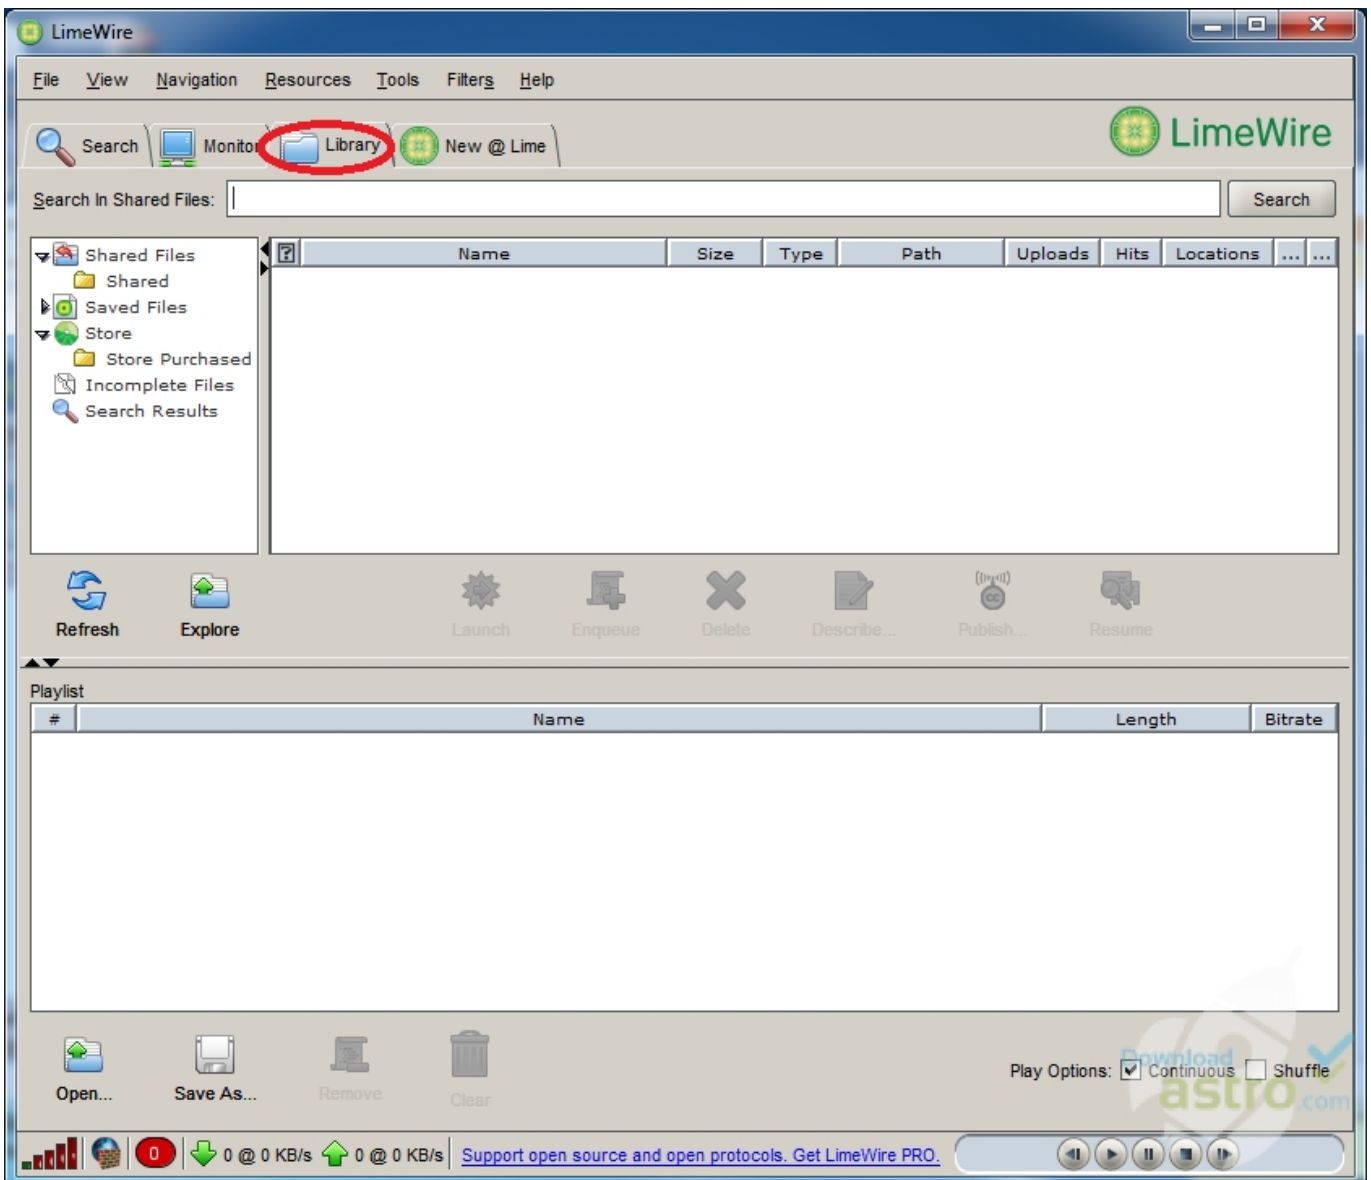 LimeWire
File View Navigation Resources Tools Filters Help
Search Monitor Library New @ Lime
LimeWire
Search In Shared Files: Search
Shared Files
Shared
Saved Files
Store
Store Purchased
Incomplete Files
Search Results
? Name Size Type Path Uploads Hits Locations ... ...
Refresh Explore Launch Enqueue Delete Describe... Publish... Resume
Playlist
# Name Length Bitrate
Open... Save As... Remove Clear
Play Options: Continuous Shuffle
Download
astro.com
0 0 @ 0 KB/s 0 @ 0 KB/s Support open source and open protocols. Get LimeWire PRO.